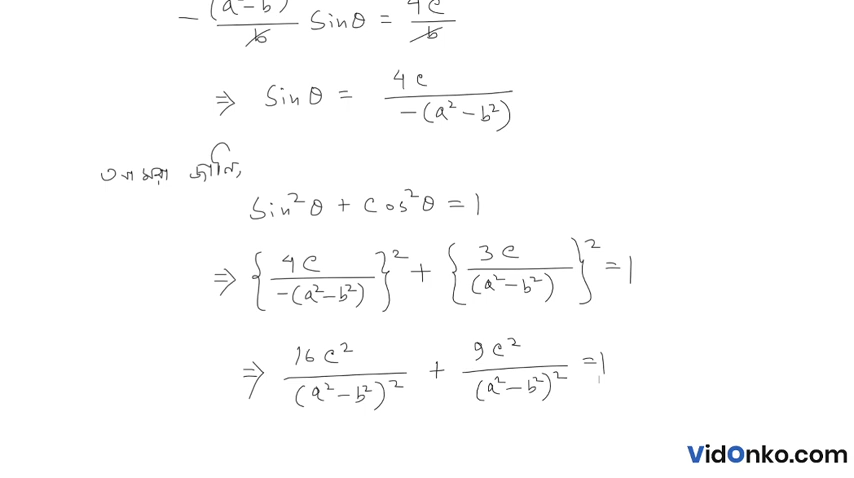 - (a² - b²)/b Sinθ = 4c/b
⇒ Sinθ = 4c/-(a² - b²)
আমরা জানি,
Sin²θ + Cos²θ = 1
⇒ {4c/-(a² - b²)}² + {3c/(a² - b²)}² = 1
⇒ 16c²/(a² - b²)² + 9c²/(a² - b²)² = 1
VidOnko.com